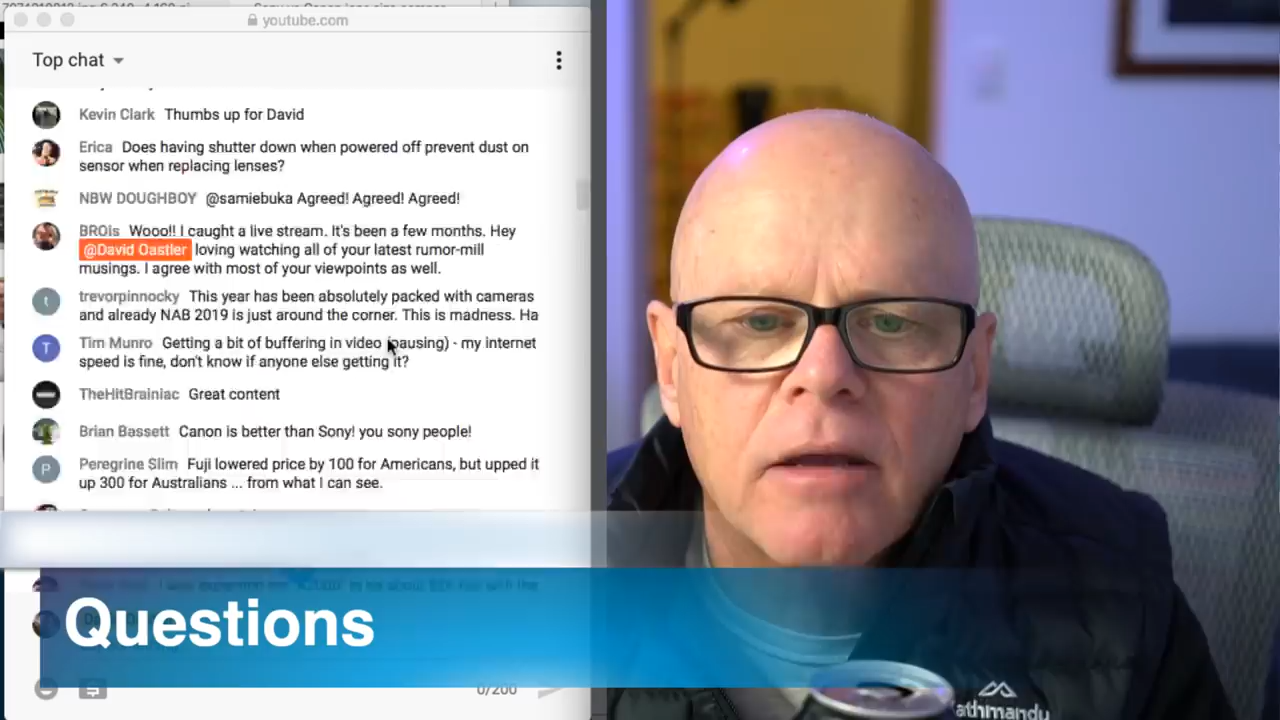 youtube.com
Top chat
Kevin Clark Thumbs up for David
Erica Does having shutter down when powered off prevent dust on
sensor when replacing lenses?
NBW DOUGHBOY @samiebuka Agreed! Agreed! Agreed!
BROis Wooo!! I caught a live stream. It's been a few months. Hey
@David Oastler loving watching all of your latest rumor-mill
musings. I agree with most of your viewpoints as well.
t
trevorpinnocky This year has been absolutely packed with cameras
and already NAB 2019 is just around the corner. This is madness. Ha
T
Tim Munro Getting a bit of buffering in video (pausing) - my internet
speed is fine, don't know if anyone else getting it?
TheHitBrainiac Great content
Brian Bassett Canon is better than Sony! you sony people!
P
Peregrine Slim Fuji lowered price by 100 for Americans, but upped it
up 300 for Australians ... from what I can see.
Questions
0/200
athmandu